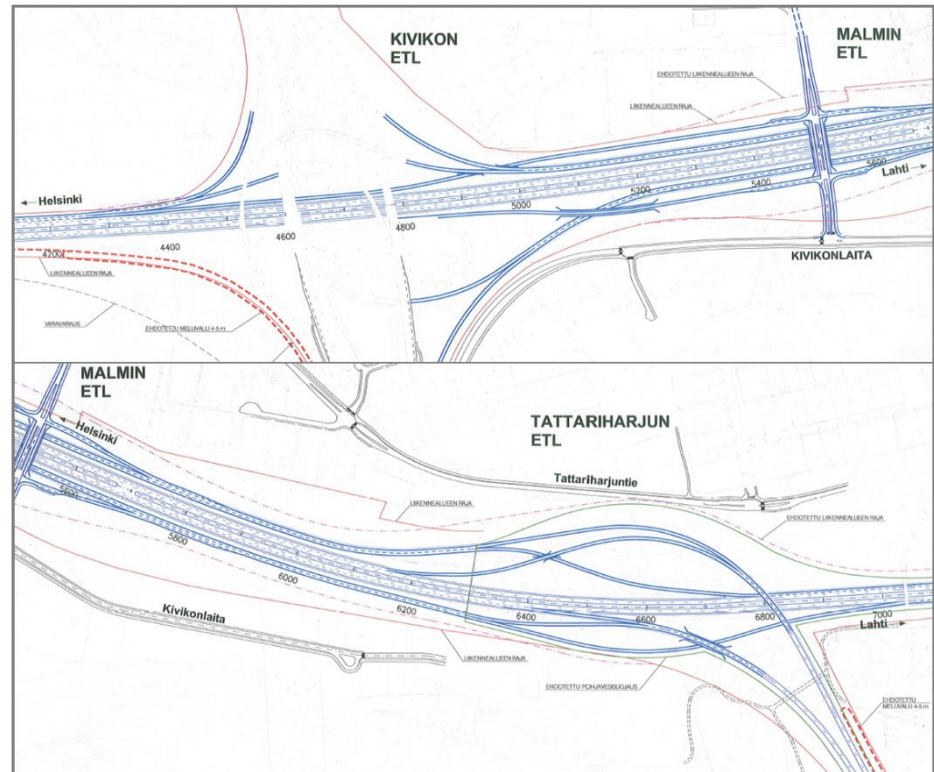 KIVIKON
ETL
MALMIN
ETL
EHDOTETTU LIIKENNEALUEEN RAJA
LIIKENNEALUEEN RAJA
Helsinki
Lahti
4200
4400
4600
4800
5000
5200
5400
5600
LIIKENNEALUEEN RAJA
VIIRAVARAUS
EHDOTETTU MELUVALLI 4-5 m
KIVIKONLAITA
MALMIN
ETL
Helsinki
TATTARIHARJUN
ETL
Tattariharjuntie
LIIKENNEALUEEN RAJA
EHDOTETTU LIIKENNEALUEEN RAJA
5600
5800
6000
6200
6400
6600
6800
7000
Kivikonlaita
Lahti
LIIKENNEALUEEN RAJA
EHDOTETTU POHJAVESISUOJAUS
EHDOTETTU
MELUVALLI 4-5 m